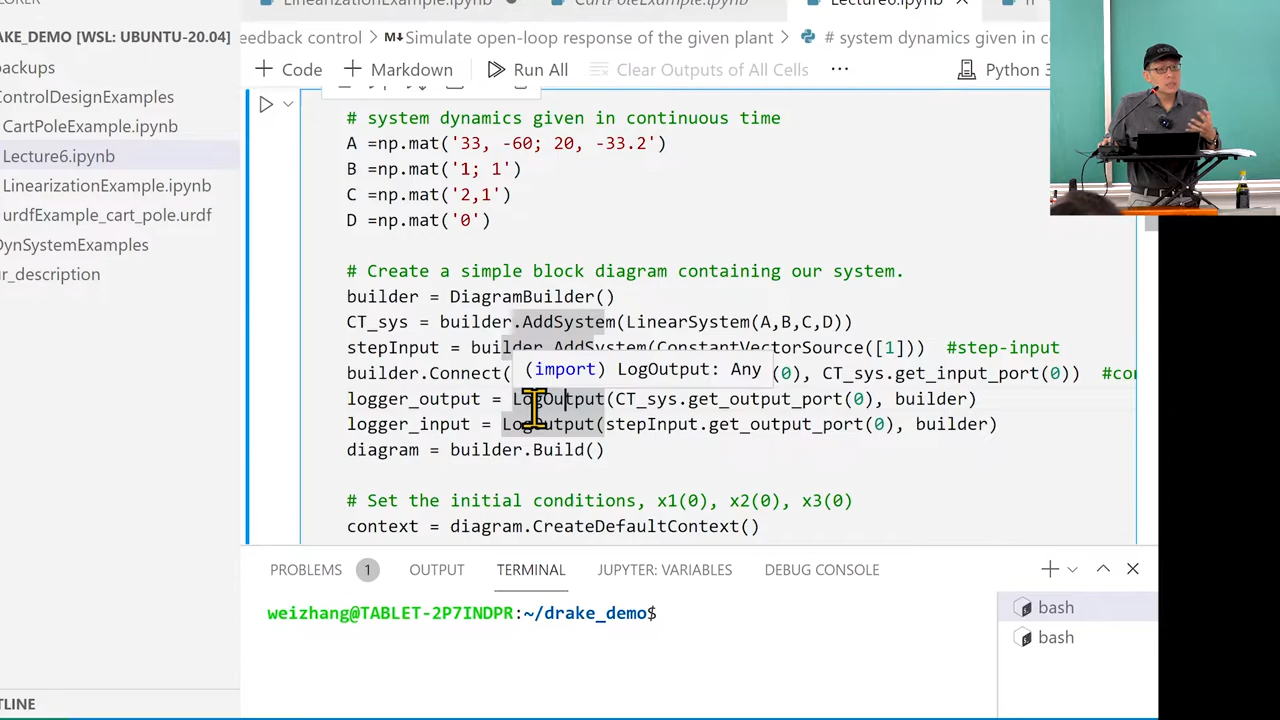 LinearizationExample.ipynb
CartPoleExample.ipynb
Lecture6.ipynb
AKE_DEMO [WSL: UBUNTU-20.04]
eedback control > M↓Simulate open-loop response of the given plant > # system dynamics given in co
ackups
ControlDesignExamples
CartPoleExample.ipynb
Lecture6.ipynb
LinearizationExample.ipynb
urdfExample_cart_pole.urdf
DynSystemExamples
r_description
TLINE
+ Code + Markdown Run All Clear Outputs of All Cells ... Python 3
# system dynamics given in continuous time
A =np.mat('33, -60; 20, -33.2')
B =np.mat('1; 1')
C =np.mat('2,1')
D =np.mat('0')
# Create a simple block diagram containing our system.
builder = DiagramBuilder()
CT_sys = builder.AddSystem(LinearSystem(A,B,C,D))
stepInput = builder.AddSystem(ConstantVectorSource([1])) #step-input
(import) LogOutput: Any
builder.Connect( (0), CT_sys.get_input_port(0)) #co
logger_output = LogOutput(CT_sys.get_output_port(0), builder)
logger_input = LogOutput(stepInput.get_output_port(0), builder)
diagram = builder.Build()
# Set the initial conditions, x1(0), x2(0), x3(0)
context = diagram.CreateDefaultContext()
PROBLEMS 1 OUTPUT TERMINAL JUPYTER: VARIABLES DEBUG CONSOLE
weizhang@TABLET-2P7INDPR:~/drake_demo$
bash
bash